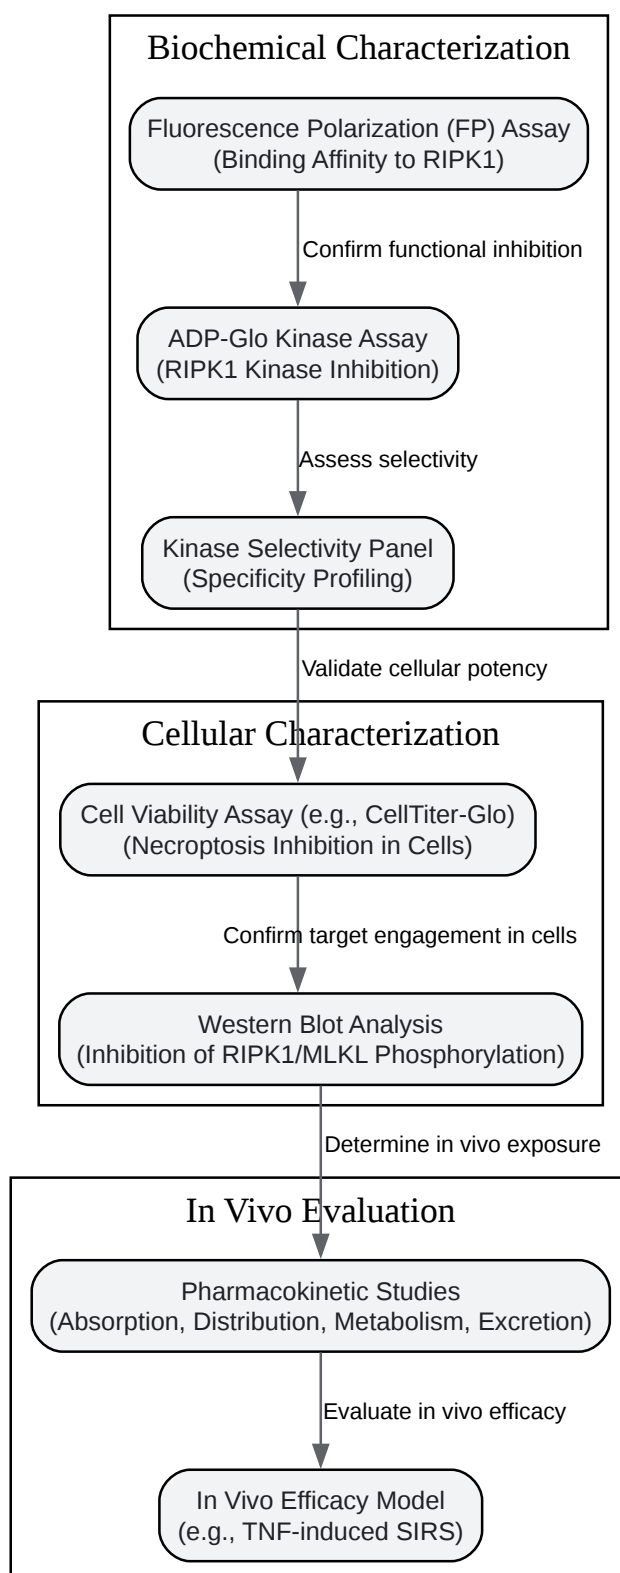 Biochemical Characterization
Fluorescence Polarization (FP) Assay
(Binding Affinity to RIPK1)
Confirm functional inhibition
ADP-Glo Kinase Assay
(RIPK1 Kinase Inhibition)
Assess selectivity
Kinase Selectivity Panel
(Specificity Profiling)
Validate cellular potency
Cellular Characterization
Cell Viability Assay (e.g., CellTiter-Glo)
(Necroptosis Inhibition in Cells)
Confirm target engagement in cells
Western Blot Analysis
(Inhibition of RIPK1/MLKL Phosphorylation)
Determine in vivo exposure
In Vivo Evaluation
Pharmacokinetic Studies
(Absorption, Distribution, Metabolism, Excretion)
Evaluate in vivo efficacy
In Vivo Efficacy Model
(e.g., TNF-induced SIRS)